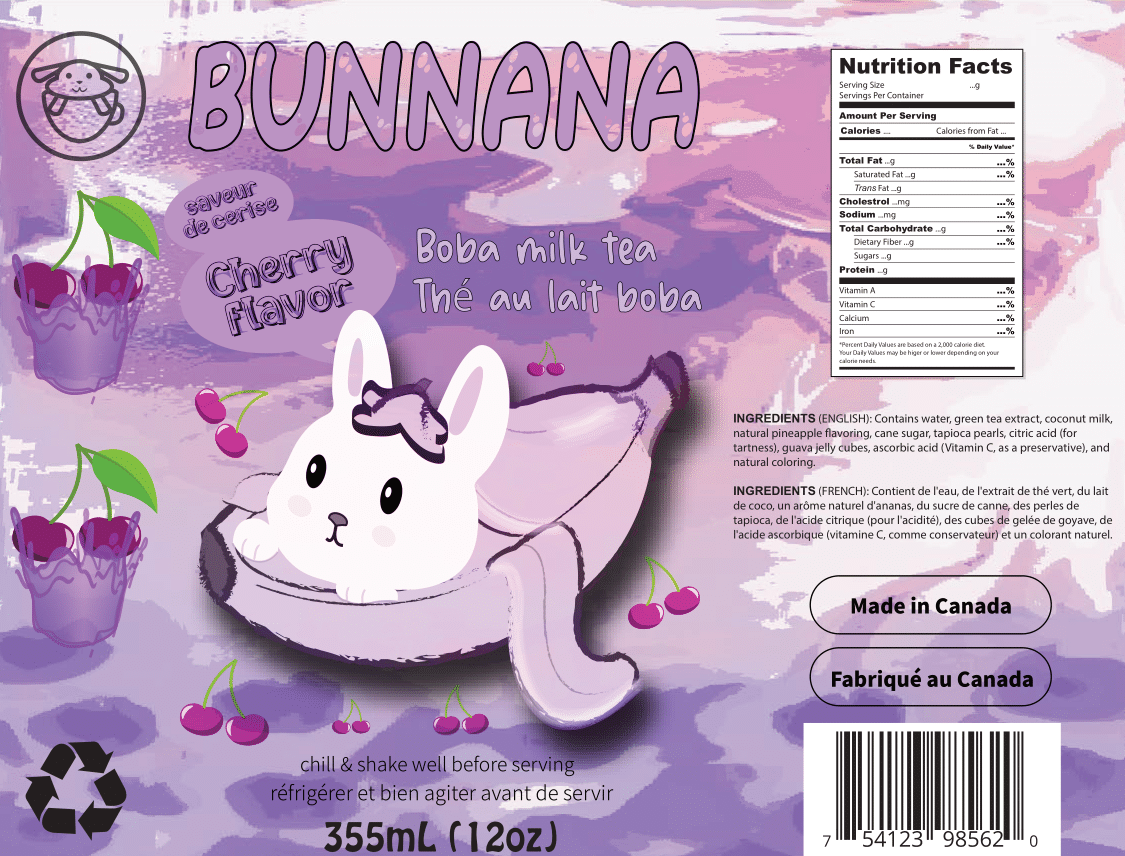 BUNNANA
saveur
de cerise
Cherry
flavor
Boba milk tea
Thé au lait boba
chill & shake well before serving
réfrigérer et bien agiter avant de servir
355mL (12oz)
Nutrition Facts
Serving Size ...g
Servings Per Container
Amount Per Serving
Calories ... Calories from Fat ...
% Daily Value*
Total Fat ...g ...%
Saturated Fat ...g ...%
Trans Fat ...g
Cholestrol ...mg ...%
Sodium ...mg ...%
Total Carbohydrate ...g ...%
Dietary Fiber ...g ...%
Sugars ...g
Protein ...g
Vitamin A ...%
Vitamin C ...%
Calcium ...%
Iron ...%
*Percent Daily Values are based on a 2,000 calorie diet.
Your Daily Values may be higer or lower depending on your
calorie needs.
INGREDIENTS (ENGLISH): Contains water, green tea extract, coconut milk,
natural pineapple flavoring, cane sugar, tapioca pearls, citric acid (for
tartness), guava jelly cubes, ascorbic acid (Vitamin C, as a preservative), and
natural coloring.
INGREDIENTS (FRENCH): Contient de l'eau, de l'extrait de thé vert, du lait
de coco, un arôme naturel d'ananas, du sucre de canne, des perles de
tapioca, de l'acide citrique (pour l'acidité), des cubes de gelée de goyave, de
l'acide ascorbique (vitamine C, comme conservateur) et un colorant naturel.
Made in Canada
Fabriqué au Canada
7 54123 98562 0